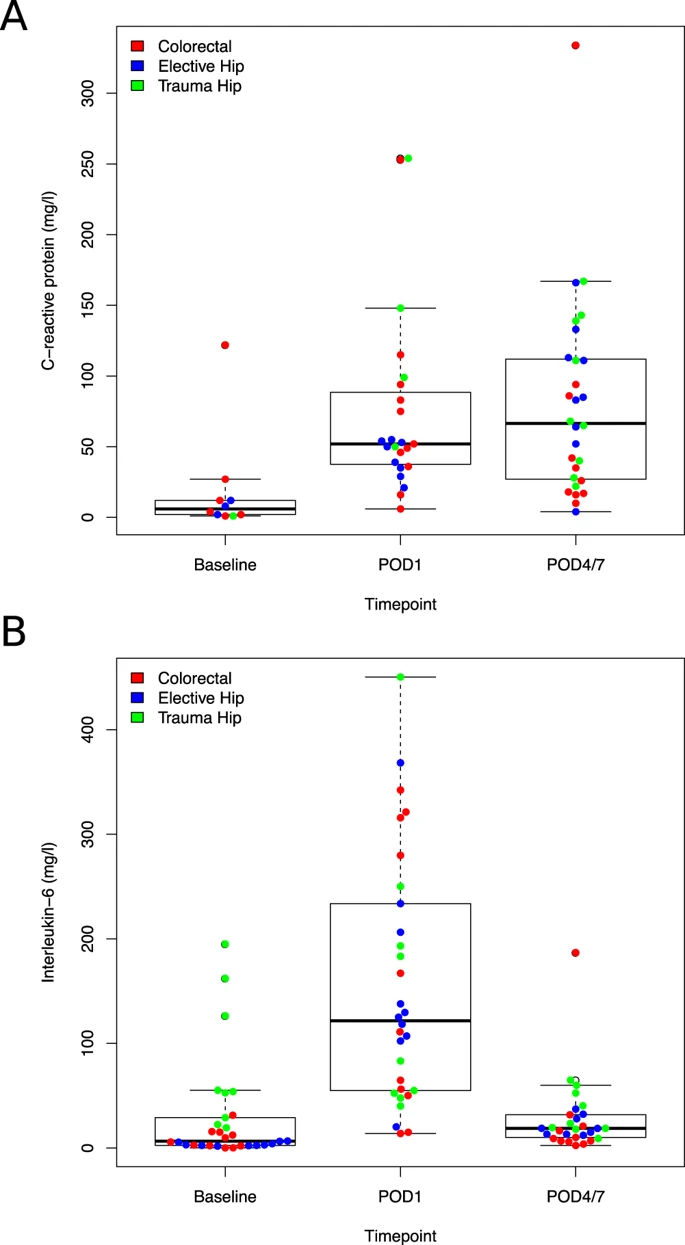 A
Colorectal
Elective Hip
Trauma Hip
C−reactive protein (mg/l)
300
250
200
150
100
50
0
Baseline POD1 POD4/7
Timepoint
B
Colorectal
Elective Hip
Trauma Hip
Interleukin−6 (mg/l)
400
300
200
100
0
Baseline POD1 POD4/7
Timepoint